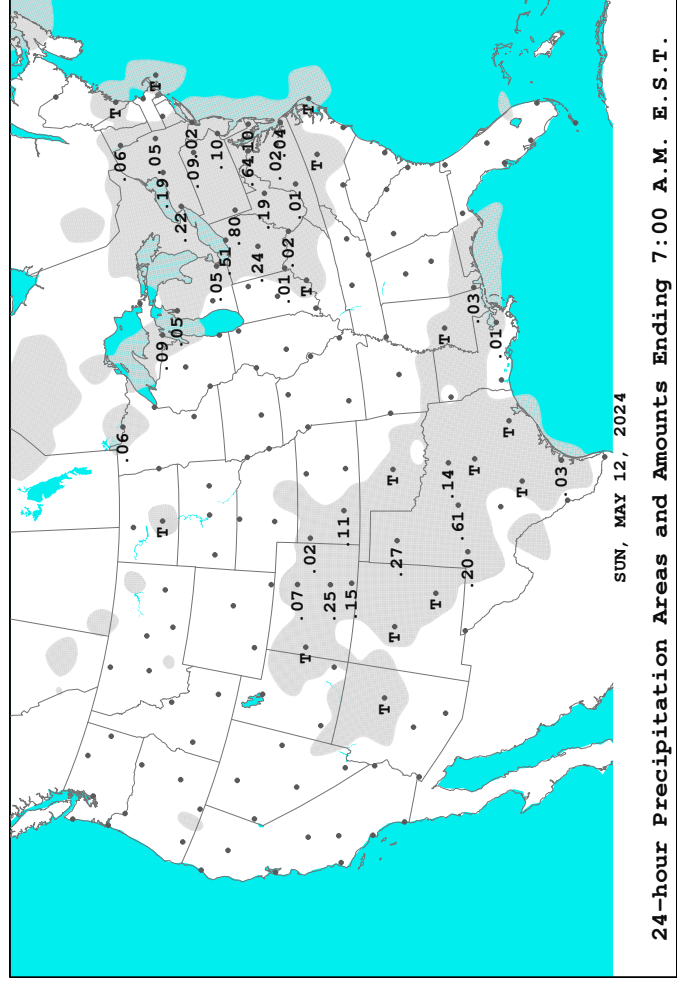 T
.06
.06
T
.05
.19
.09
T
.05
.22
.09
.02
.10
.05
.51
.80
.64
.10
.24
.19
.02
.04
.01
.02
.01
.07
T
T
T
.02
T
.25
.11
.15
T
T
T
.27
T
T
.14
.61
.20
.03
T
.01
T
T
.03
SUN, MAY 12, 2024
24-hour Precipitation Areas and Amounts Ending 7:00 A.M. E.S.T.